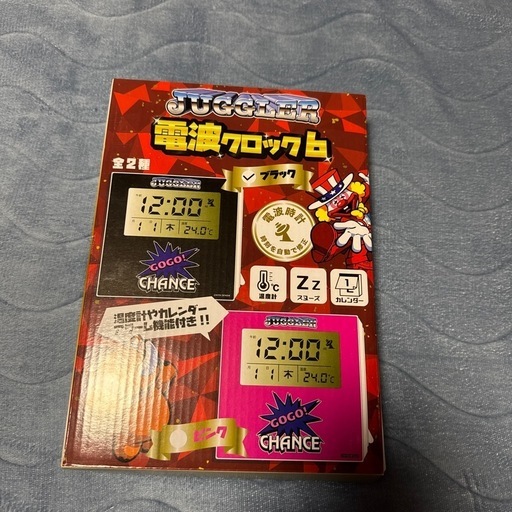 JUGGLER
電波クロック6
全2種
ブラック
JUGGLER
12:00
1 1 木 24.0℃
GOGO!
CHANCE
電波時計
時刻を自動で修正
℃
温度計
Zz
スヌーズ
1
カレンダー
温度計やカレンダー
アラーム機能付き!!
JUGGLER
12:00
1 1 木 24.0℃
GOGO!
CHANCE
ピンク